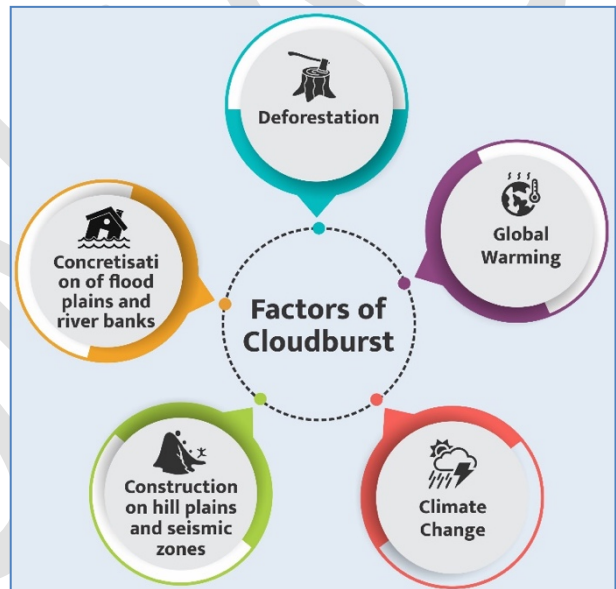 Deforestation
Global
Warming
Climate
Change
Construction
on hill plains
and seismic
zones
Concretisati
on of flood
plains and
river banks
Factors of
Cloudburst